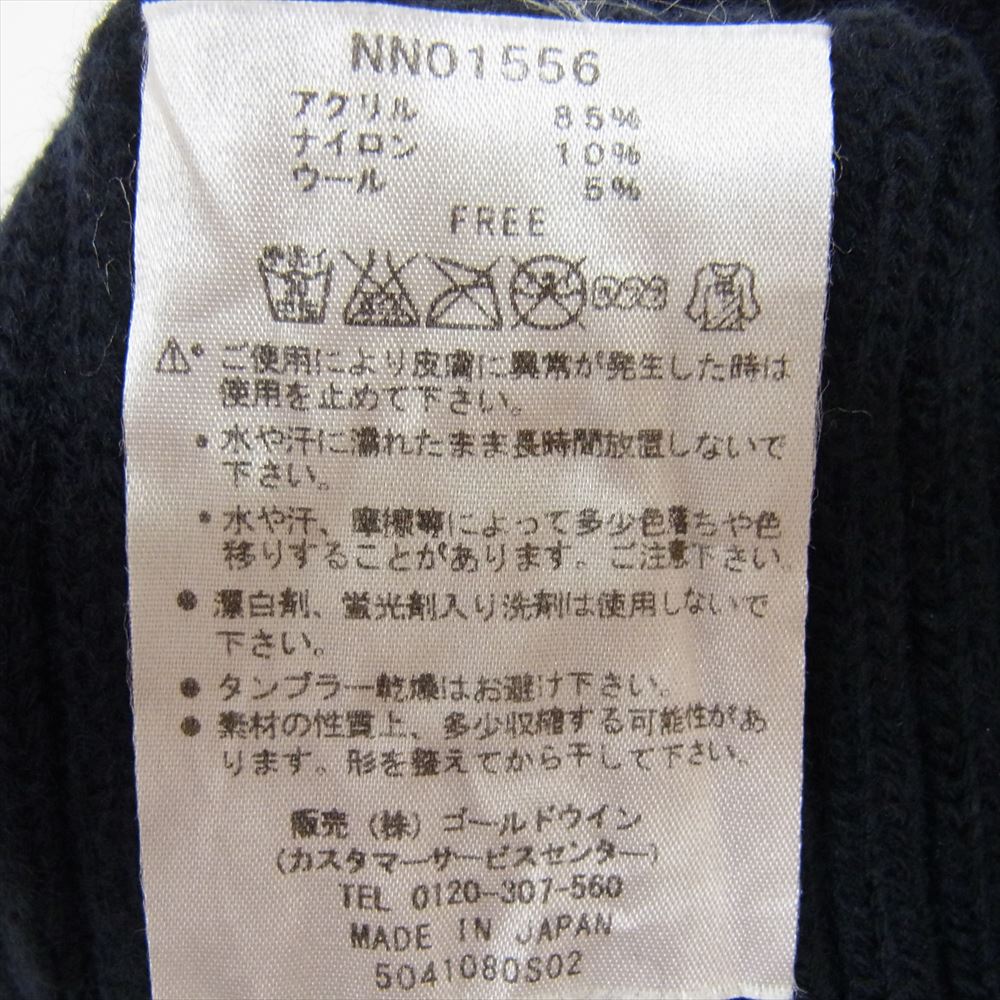 NN01556
アクリル 85%
ナイロン 10%
ウール 5%
FREE
手洗イ
30
⚠• ご使用により皮膚に異常が発生した時は
使用を止めて下さい。
• 水や汗に濡れたまま長時間放置しないで
下さい。
• 水や汗、摩擦等によって多少色落ちや色
移りすることがあります。ご注意下さい。
● 漂白剤、蛍光剤入り洗剤は使用しないで
下さい。
● タンブラー乾燥はお避け下さい。
● 素材の性質上、多少収縮する可能性があ
ります。形を整えてから干して下さい。
販売(株)ゴールドウイン
(カスタマーサービスセンター)
TEL 0120-307-560
MADE IN JAPAN
5041080S02